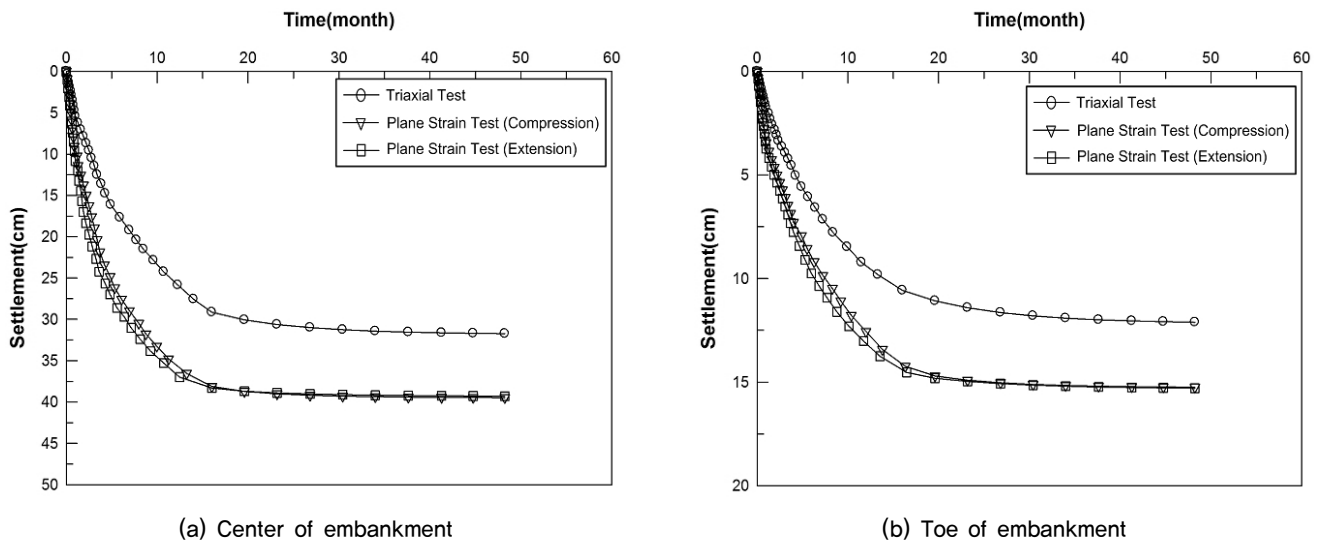 Time(month)
0 10 20 30 40 50 60
0
5
10
15
20
25
30
35
40
45
50
Settlement(cm)
Triaxial Test
Plane Strain Test (Compression)
Plane Strain Test (Extension)
(a) Center of embankment
Time(month)
0 10 20 30 40 50 60
0
5
10
15
20
Settlement(cm)
Triaxial Test
Plane Strain Test (Compression)
Plane Strain Test (Extension)
(b) Toe of embankment